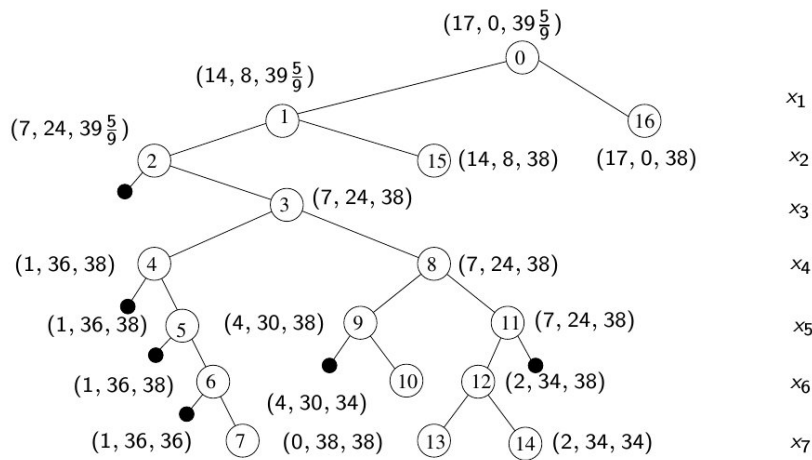 (17, 0, 39 5/9)
0
(14, 8, 39 5/9)
x1
1
16
(7, 24, 39 5/9)
2
15 (14, 8, 38)
(17, 0, 38)
x2
3
(7, 24, 38)
x3
(1, 36, 38)
4
8
(7, 24, 38)
x4
(1, 36, 38)
5
(4, 30, 38)
9
11
(7, 24, 38)
x5
(1, 36, 38)
6
(4, 30, 34)
10
12
(2, 34, 38)
x6
(1, 36, 36)
7
(0, 38, 38)
13
14
(2, 34, 34)
x7